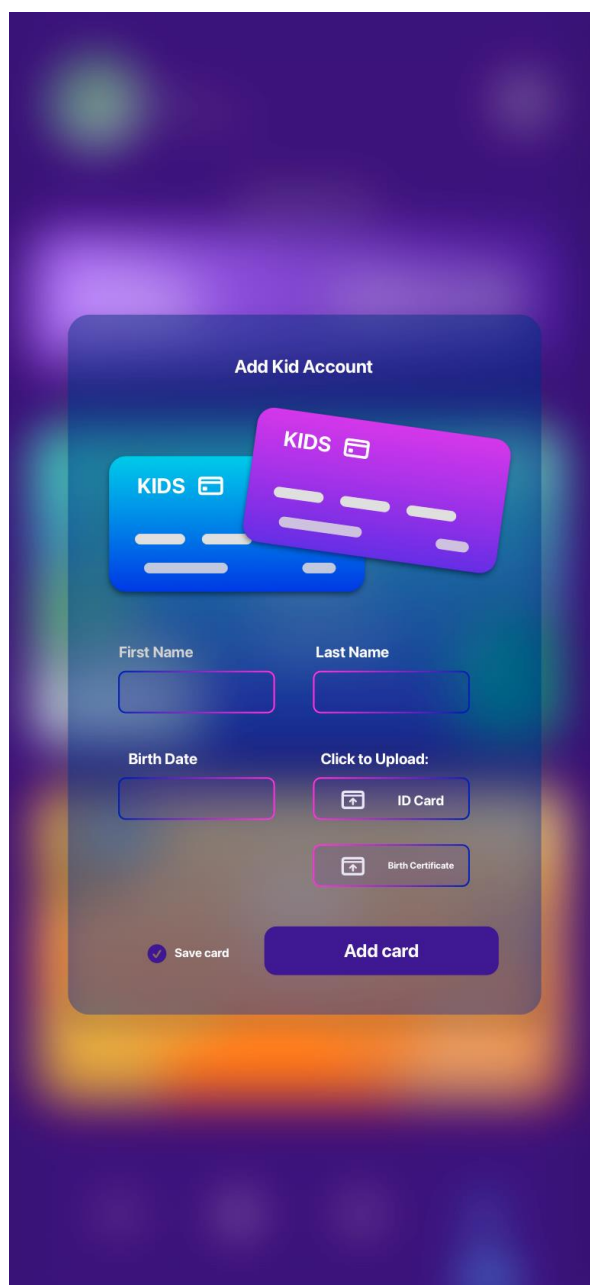 Add Kid Account
KIDS
KIDS
First Name
Last Name
Birth Date
Click to Upload:
ID Card
Birth Certificate
Save card
Add card